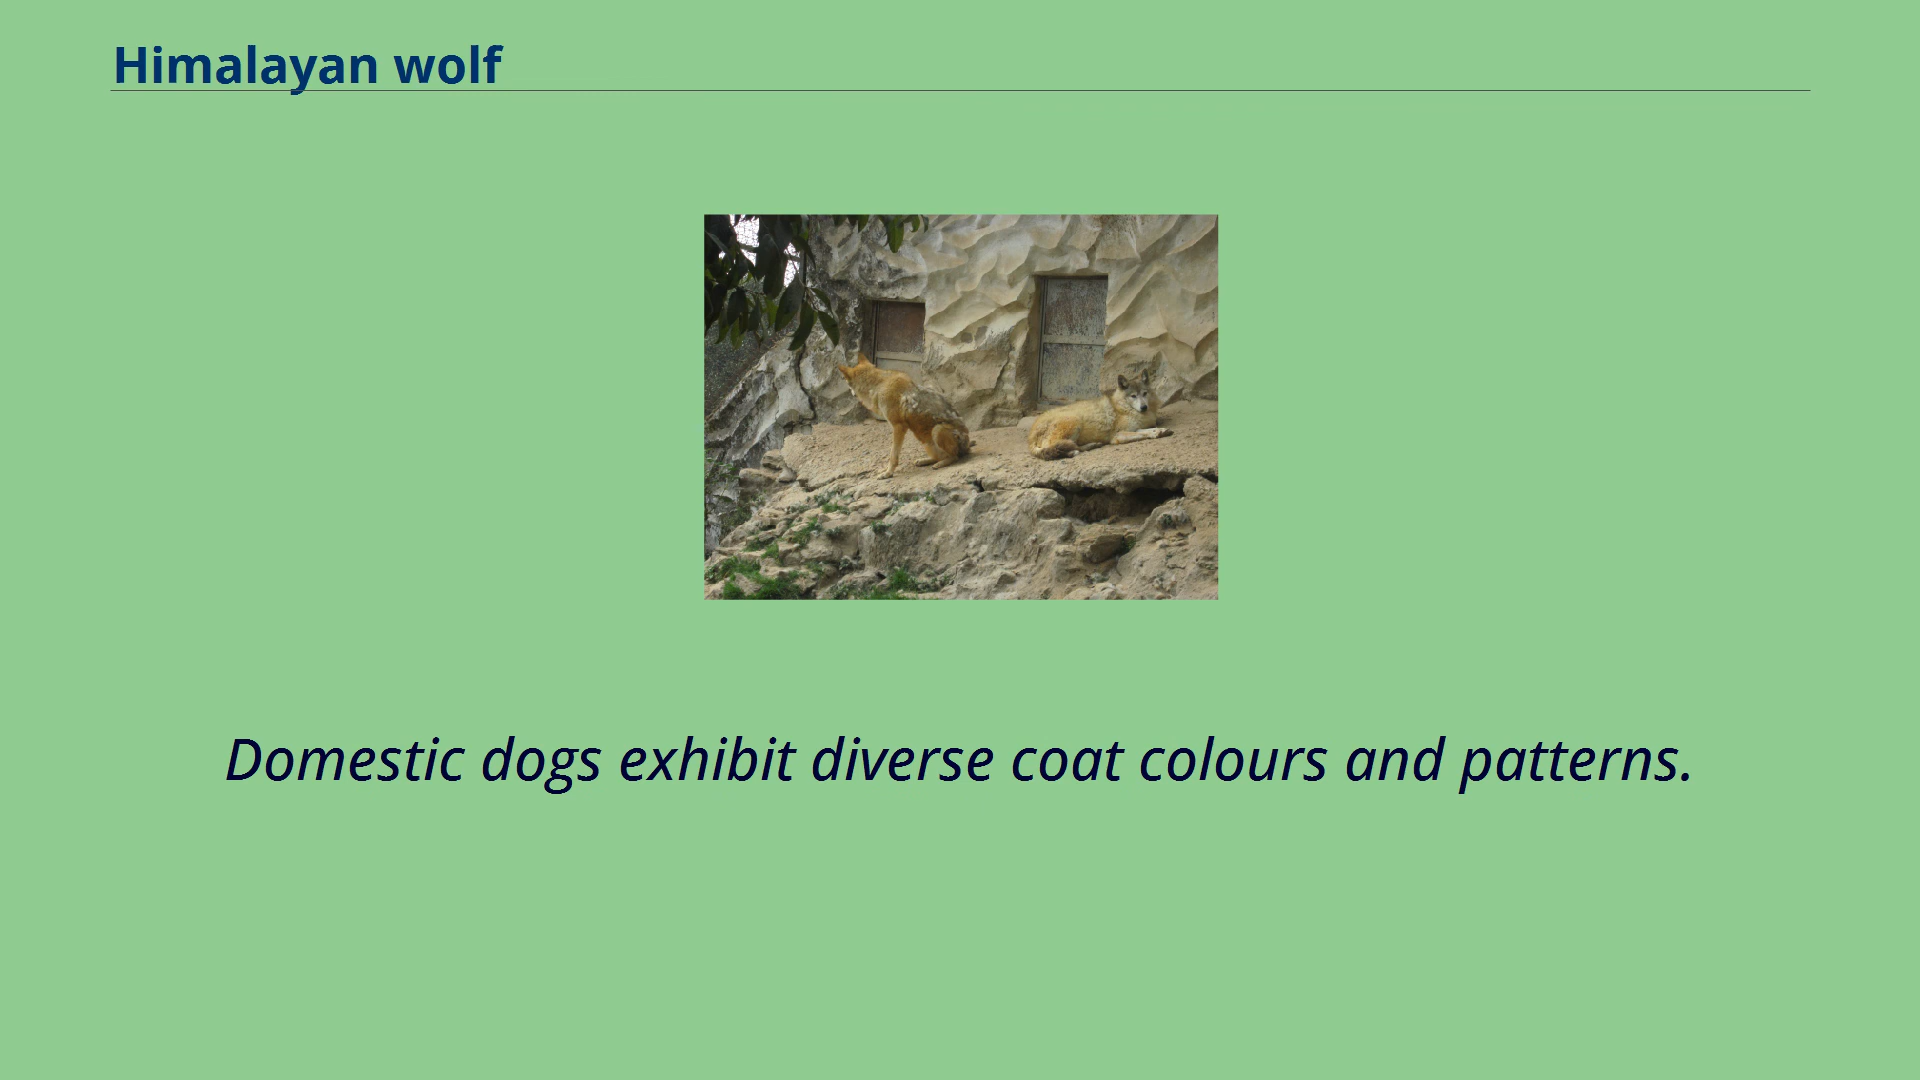 Himalayan wolf
Domestic dogs exhibit diverse coat colours and patterns.